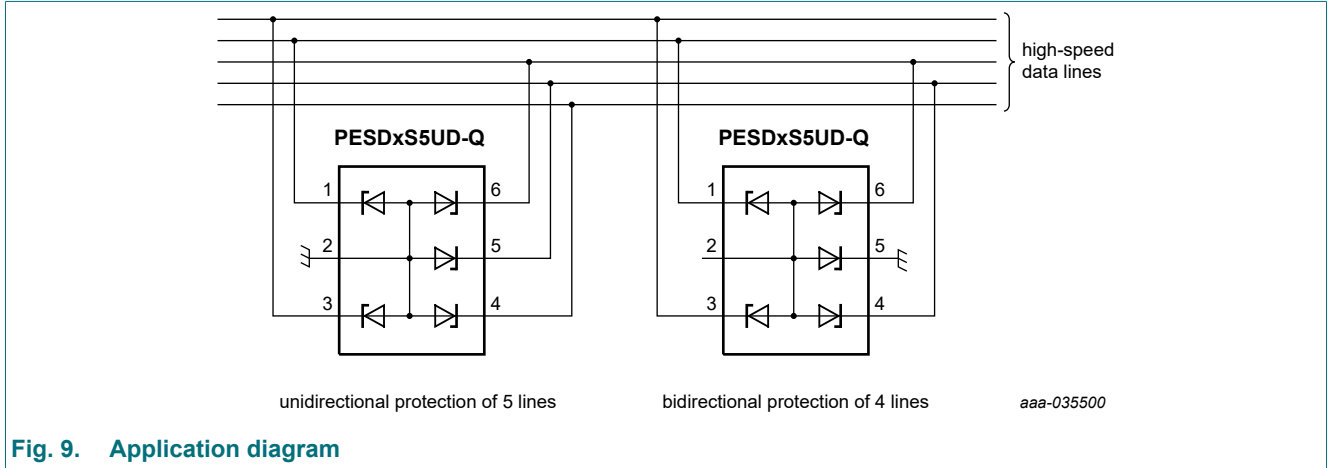 high-speed
data lines
PESDxS5UD-Q
PESDxS5UD-Q
1
6
2
5
3
4
1
6
2
5
3
4
unidirectional protection of 5 lines
bidirectional protection of 4 lines
aaa-035500
Fig. 9. Application diagram